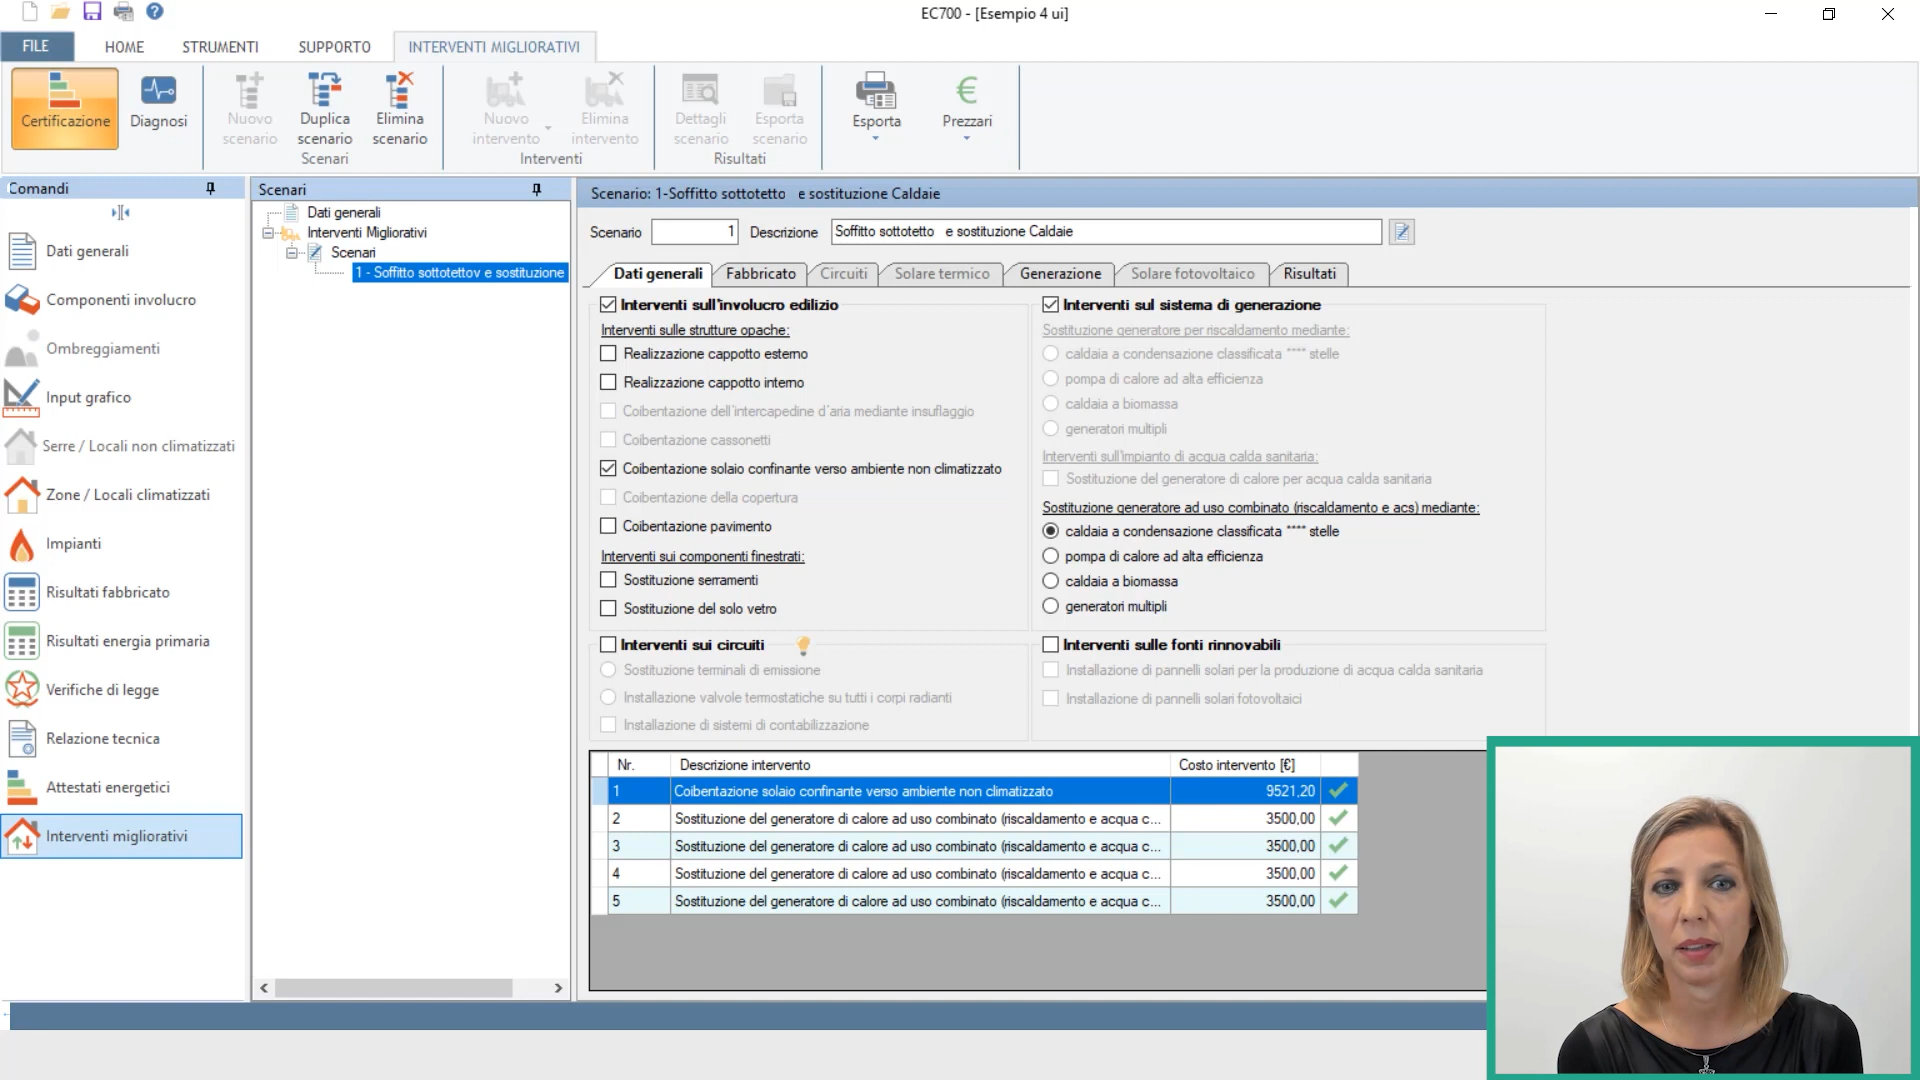 EC700 - [Esempio 4 ui]
FILE
HOME
STRUMENTI
SUPPORTO
INTERVENTI MIGLIORATIVI
Certificazione
Diagnosi
Nuovo scenario
Duplica scenario
Elimina scenario
Scenari
Nuovo intervento
Elimina intervento
Interventi
Dettagli scenario
Esporta scenario
Risultati
Esporta
Prezzari
Comandi
Dati generali
Componenti involucro
Ombreggiamenti
Input grafico
Serre / Locali non climatizzati
Zone / Locali climatizzati
Impianti
Risultati fabbricato
Risultati energia primaria
Verifiche di legge
Relazione tecnica
Attestati energetici
Interventi migliorativi
Scenari
Dati generali
Interventi Migliorativi
Scenari
1 - Soffitto sottotettov e sostituzione
Scenario: 1-Soffitto sottotetto e sostituzione Caldaie
Scenario 1 Descrizione Soffitto sottotetto e sostituzione Caldaie
Dati generali Fabbricato Circuiti Solare termico Generazione Solare fotovoltaico Risultati
Interventi sull'involucro edilizio
Interventi sulle strutture opache:
Realizzazione cappotto esterno
Realizzazione cappotto interno
Coibentazione dell'intercapedine d'aria mediante insuflaggio
Coibentazione cassonetti
Coibentazione solaio confinante verso ambiente non climatizzato
Coibentazione della copertura
Coibentazione pavimento
Interventi sui componenti finestrati:
Sostituzione serramenti
Sostituzione del solo vetro
Interventi sul sistema di generazione
Sostituzione generatore per riscaldamento mediante:
caldaia a condensazione classificata **** stelle
pompa di calore ad alta efficienza
caldaia a biomassa
generatori multipli
Interventi sull'impianto di acqua calda sanitaria:
Sostituzione del generatore di calore per acqua calda sanitaria
Sostituzione generatore ad uso combinato (riscaldamento e acs) mediante:
caldaia a condensazione classificata **** stelle
pompa di calore ad alta efficienza
caldaia a biomassa
generatori multipli
Interventi sui circuiti
Sostituzione terminali di emissione
Installazione valvole termostatiche su tutti i corpi radianti
Installazione di sistemi di contabilizzazione
Interventi sulle fonti rinnovabili
Installazione di pannelli solari per la produzione di acqua calda sanitaria
Installazione di pannelli solari fotovoltaici
Nr. Descrizione intervento Costo intervento [€]
1 Coibentazione solaio confinante verso ambiente non climatizzato 9521,20
2 Sostituzione del generatore di calore ad uso combinato (riscaldamento e acqua c... 3500,00
3 Sostituzione del generatore di calore ad uso combinato (riscaldamento e acqua c... 3500,00
4 Sostituzione del generatore di calore ad uso combinato (riscaldamento e acqua c... 3500,00
5 Sostituzione del generatore di calore ad uso combinato (riscaldamento e acqua c... 3500,00